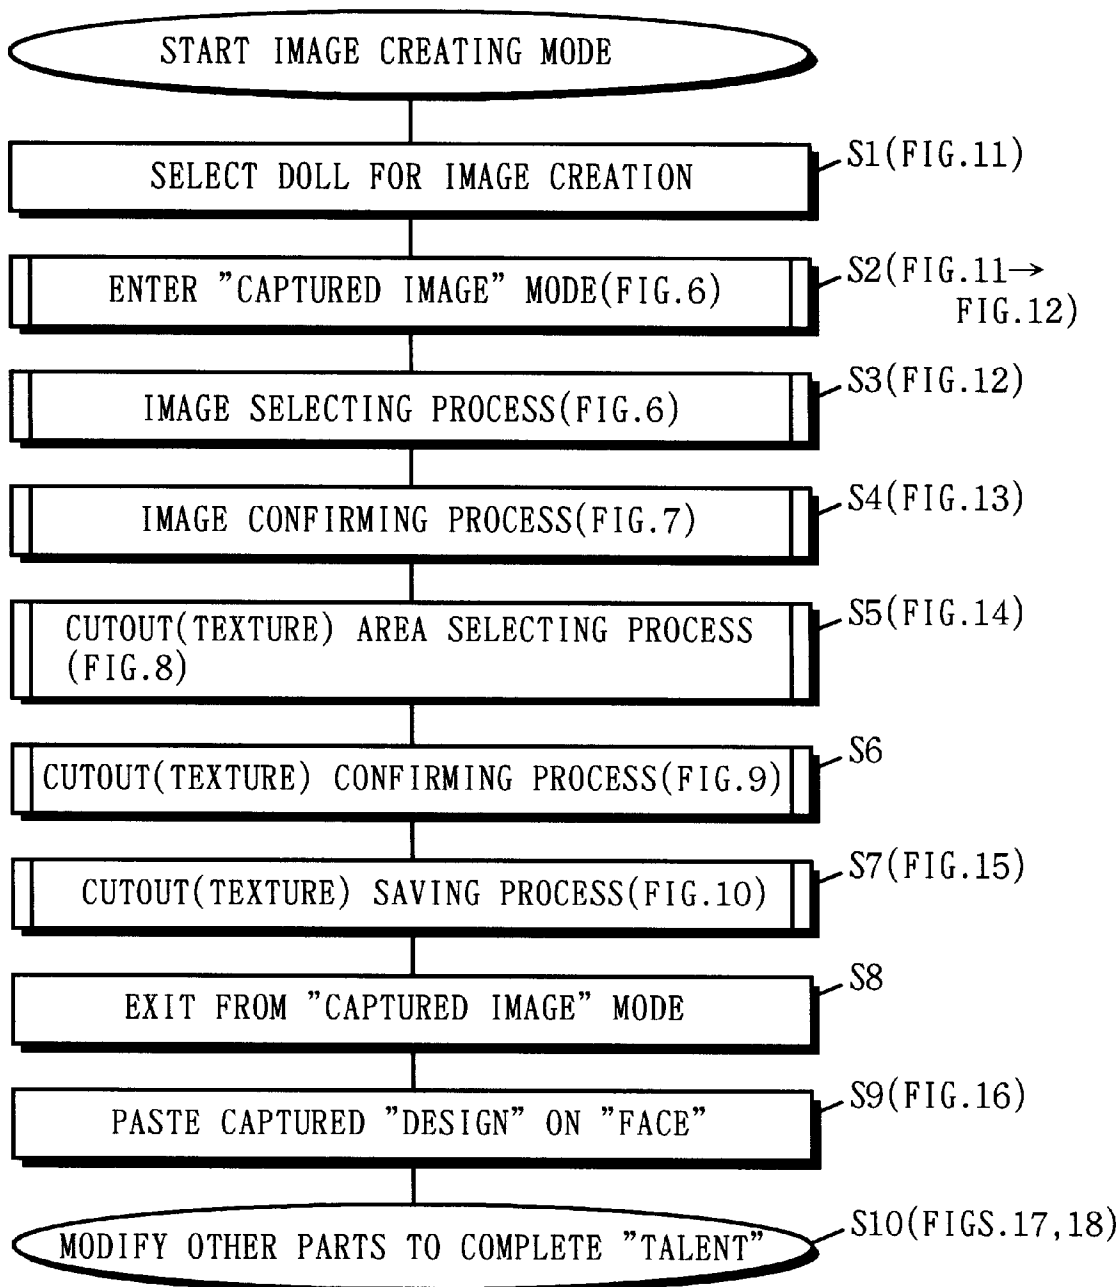 START IMAGE CREATING MODE
SELECT DOLL FOR IMAGE CREATION
S1(FIG.11)
ENTER "CAPTURED IMAGE" MODE(FIG.6)
S2(FIG.11→
FIG.12)
IMAGE SELECTING PROCESS(FIG.6)
S3(FIG.12)
IMAGE CONFIRMING PROCESS(FIG.7)
S4(FIG.13)
CUTOUT(TEXTURE) AREA SELECTING PROCESS
(FIG.8)
S5(FIG.14)
CUTOUT(TEXTURE) CONFIRMING PROCESS(FIG.9)
S6
CUTOUT(TEXTURE) SAVING PROCESS(FIG.10)
S7(FIG.15)
EXIT FROM "CAPTURED IMAGE" MODE
S8
PASTE CAPTURED "DESIGN" ON "FACE"
S9(FIG.16)
MODIFY OTHER PARTS TO COMPLETE "TALENT"
S10(FIGS.17,18)